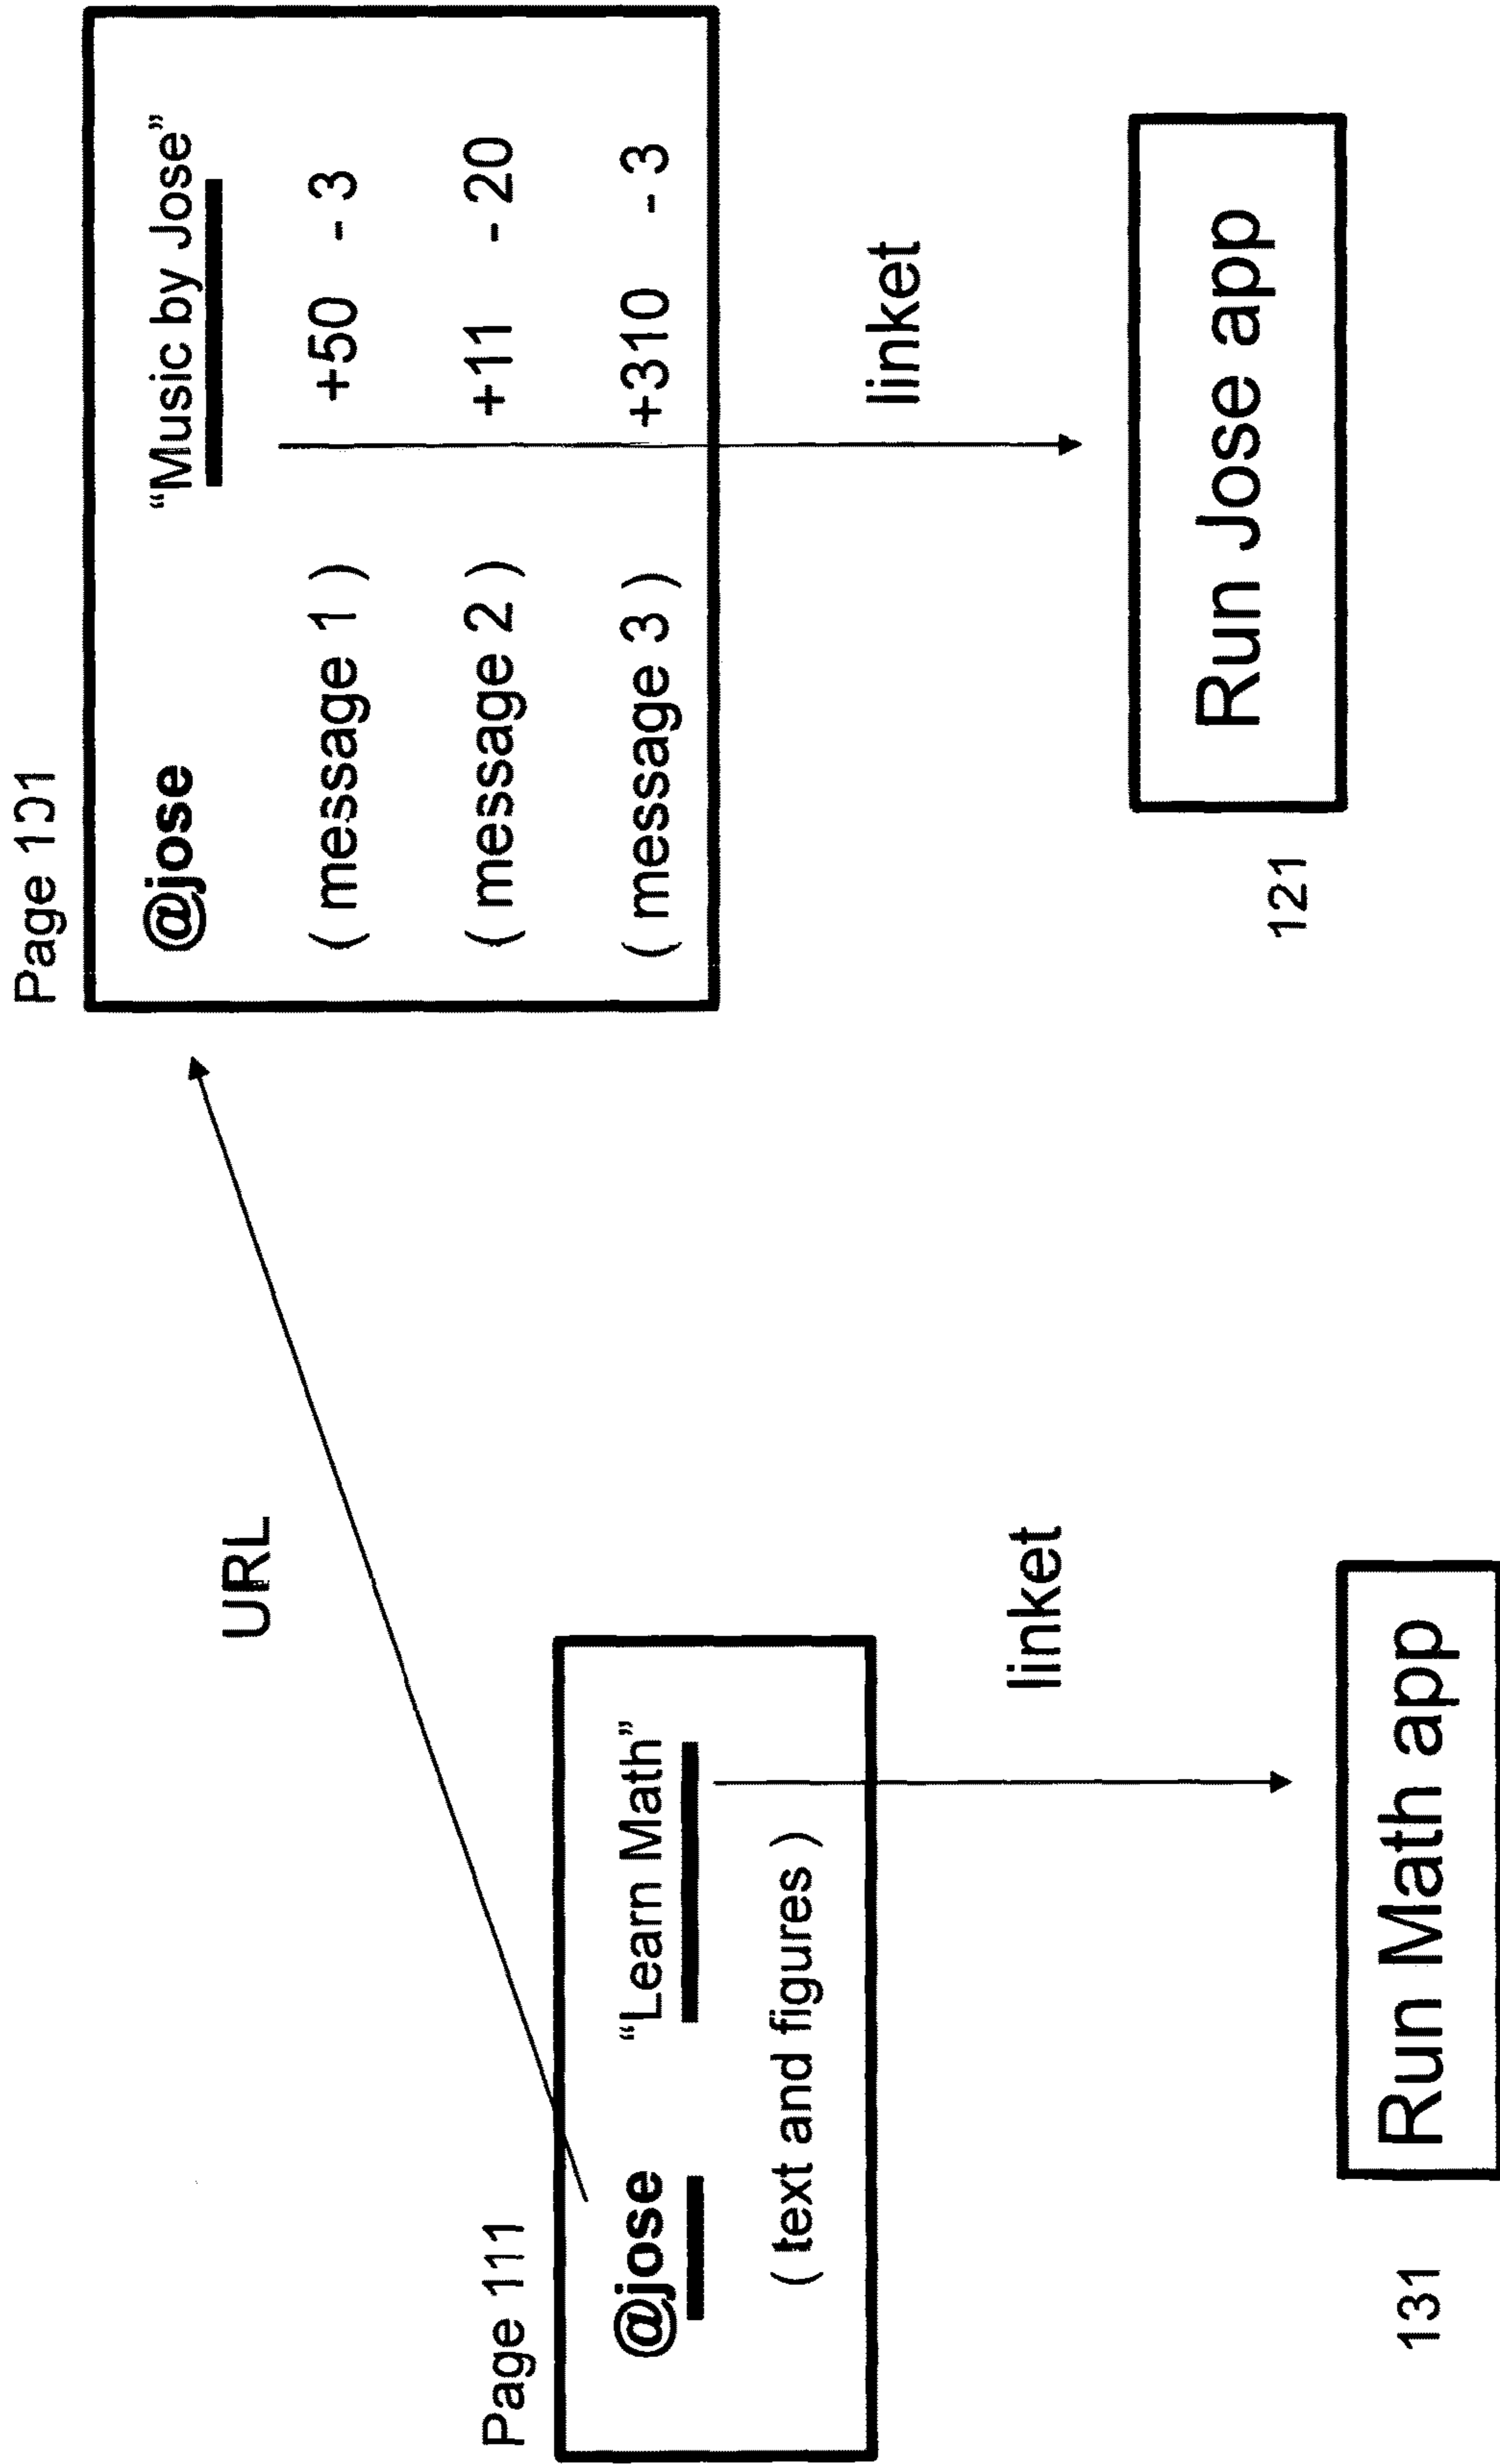 Page 101
@jose "Music by Jose"
( message 1 ) +50 - 3
( message 2 ) +11 - 20
( message 3 ) +310 - 3
URL
linket
121
Run Jose app
Page 111
@jose "Learn Math"
( text and figures )
linket
131
Run Math app